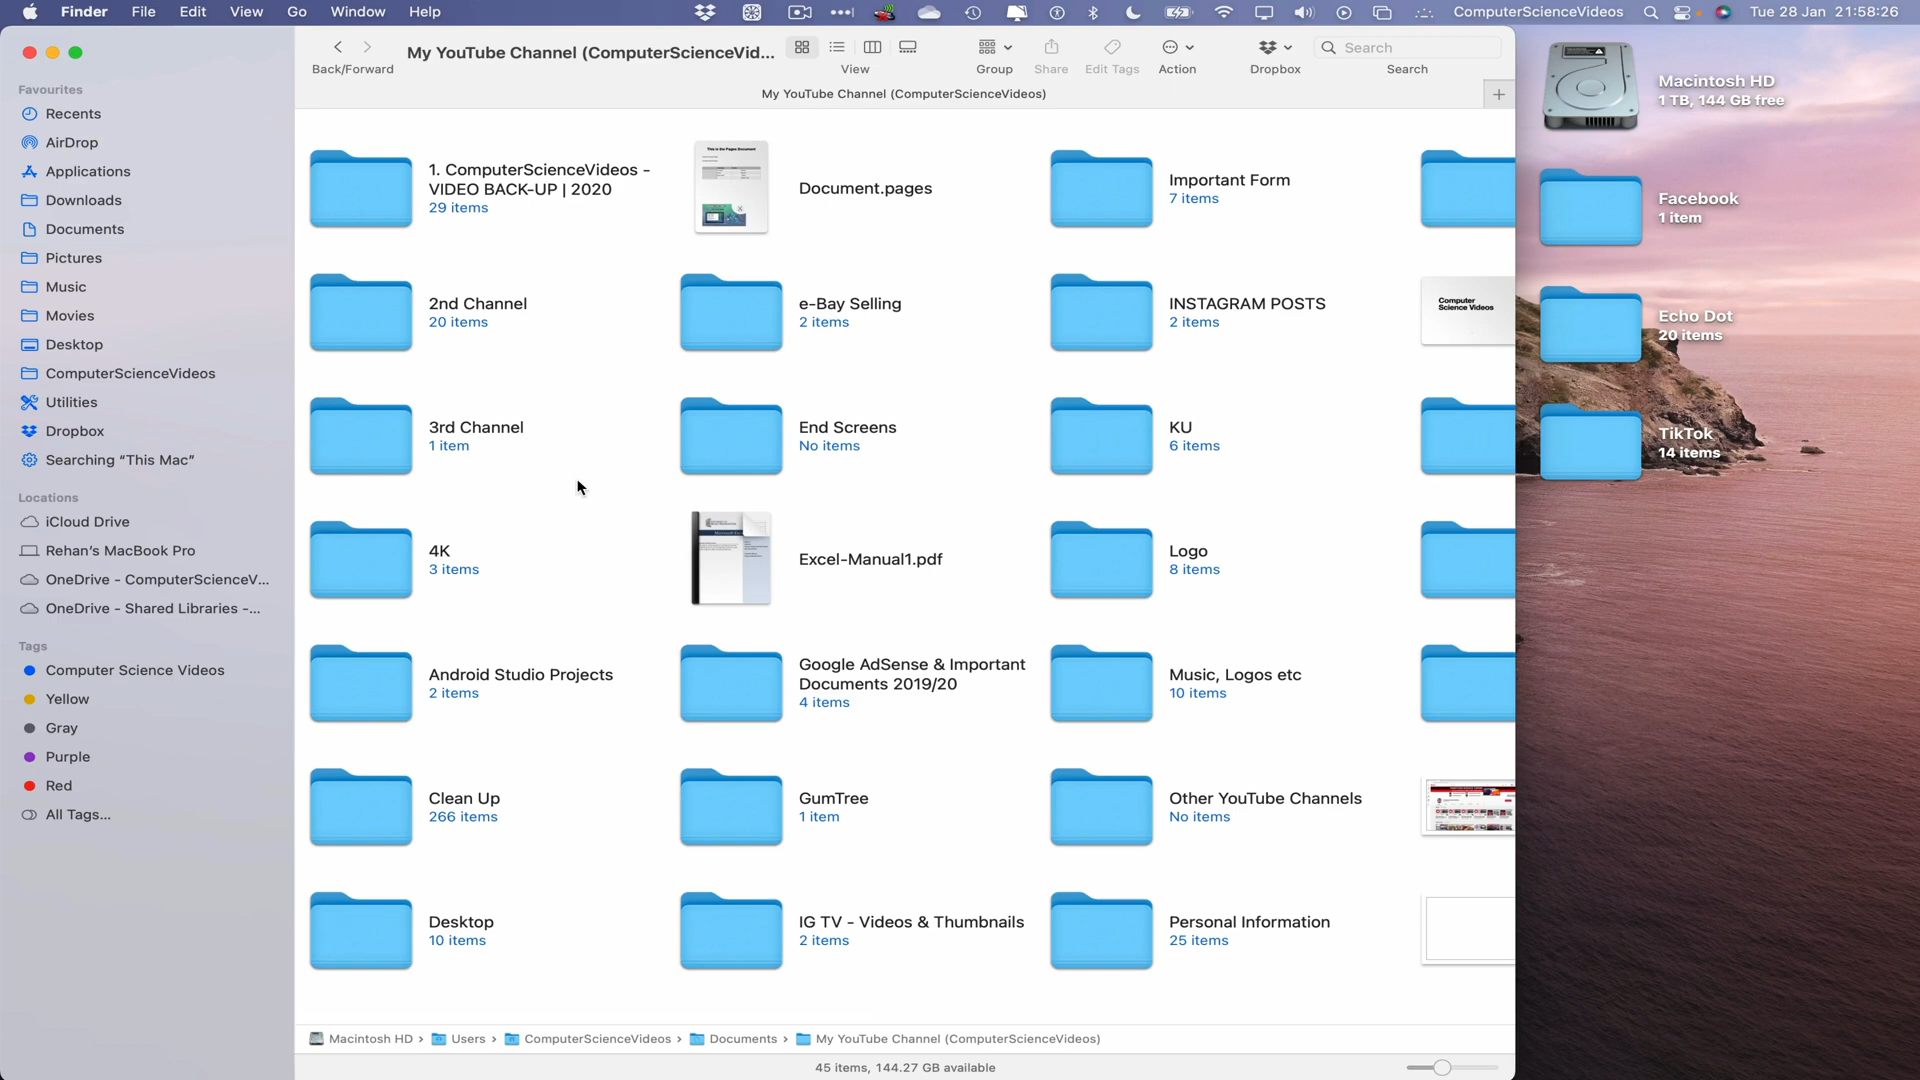 Finder File Edit View Go Window Help
ComputerScienceVideos Tue 28 Jan 21:58:26
Favourites
Recents
AirDrop
Applications
Downloads
Documents
Pictures
Music
Movies
Desktop
ComputerScienceVideos
Utilities
Dropbox
Searching “This Mac”
Locations
iCloud Drive
Rehan’s MacBook Pro
OneDrive - ComputerScienceV...
OneDrive - Shared Libraries -...
Tags
Computer Science Videos
Yellow
Gray
Purple
Red
All Tags...
Back/Forward
My YouTube Channel (ComputerScienceVid...
View
Group
Share
Edit Tags
Action
Dropbox
Search
Search
My YouTube Channel (ComputerScienceVideos)
1. ComputerScienceVideos -
VIDEO BACK-UP | 2020
29 items
This is the Pages Document
Document.pages
Important Form
7 items
2nd Channel
20 items
e-Bay Selling
2 items
INSTAGRAM POSTS
2 items
Computer
Science Videos
3rd Channel
1 item
End Screens
No items
KU
6 items
4K
3 items
Excel-Manual1.pdf
Logo
8 items
Android Studio Projects
2 items
Google AdSense & Important
Documents 2019/20
4 items
Music, Logos etc
10 items
Clean Up
266 items
GumTree
1 item
Other YouTube Channels
No items
Desktop
10 items
IG TV - Videos & Thumbnails
2 items
Personal Information
25 items
Macintosh HD › Users › ComputerScienceVideos › Documents › My YouTube Channel (ComputerScienceVideos)
45 items, 144.27 GB available
Macintosh HD
1 TB, 144 GB free
Facebook
1 item
Echo Dot
20 items
TikTok
14 items